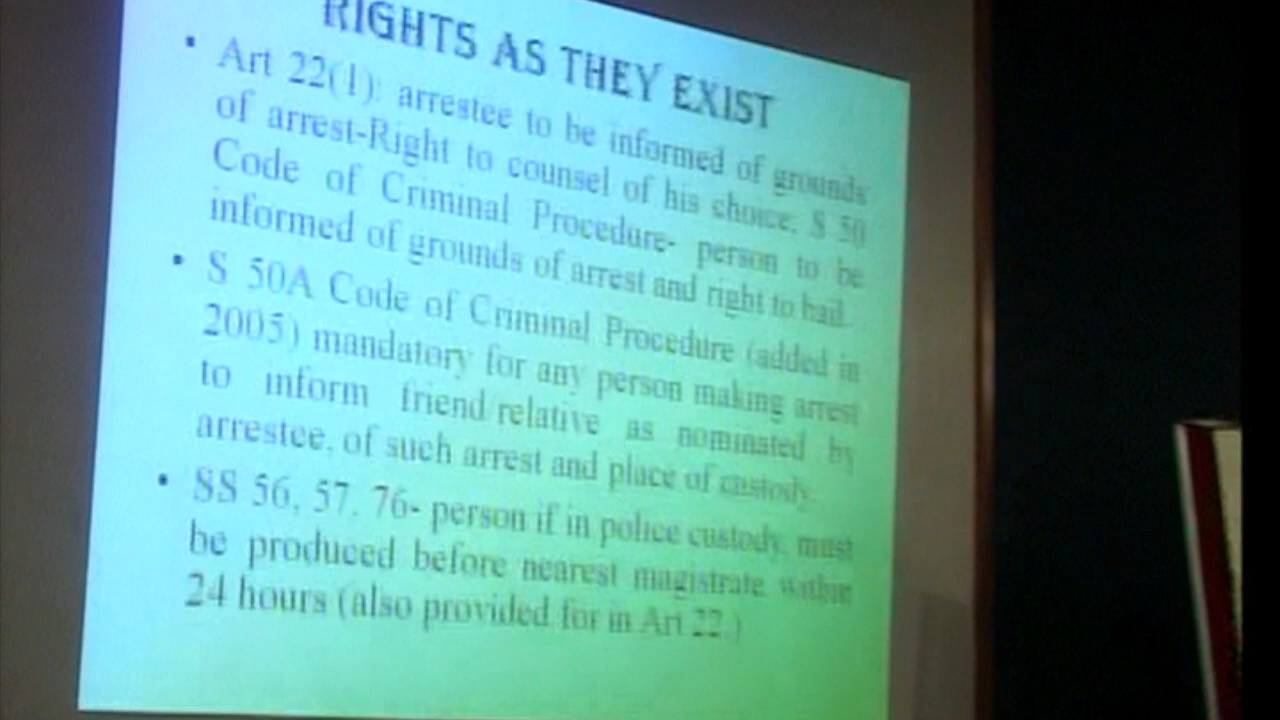 RIGHTS AS THEY EXIST
• Art 22(1): arrestee to be informed of grounds
of arrest-Right to counsel of his choice, S 50
Code of Criminal Procedure- person to be
informed of grounds of arrest and right to bail.
• S 50A Code of Criminal Procedure (added in
2005) mandatory for any person making arrest
to inform friend/relative as nominated by
arrestee, of such arrest and place of custody.
• SS 56, 57, 76- person if in police custody, must
be produced before nearest magistrate within
24 hours (also provided for in Art 22.)